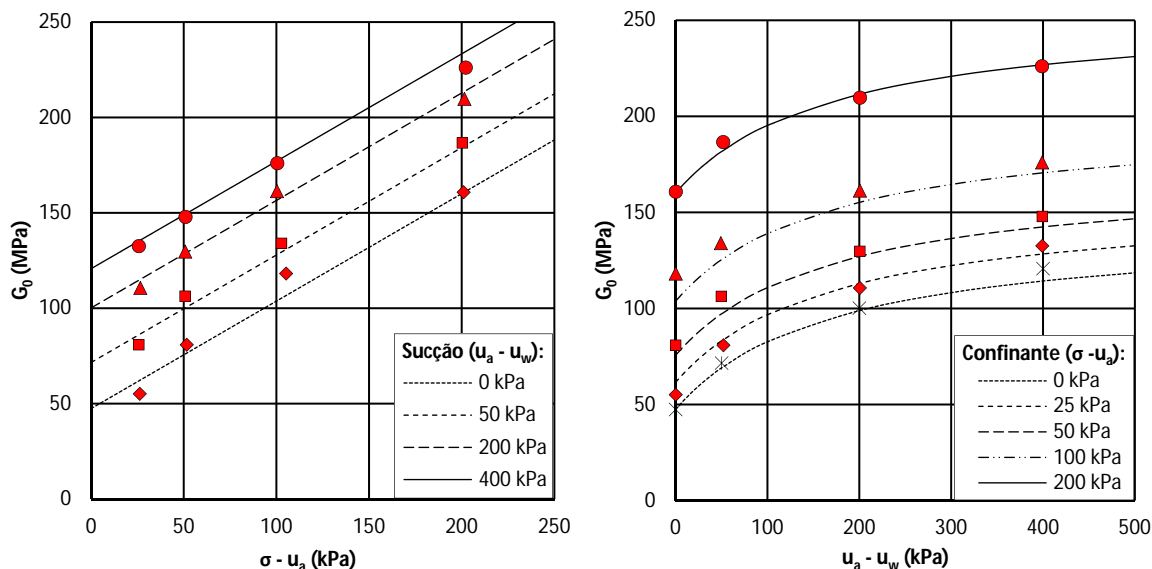 250
200
150
100
50
0
G0 (MPa)
0 50 100 150 200 250
σ - ua (kPa)
Sucção (ua - uw):
0 kPa
50 kPa
200 kPa
400 kPa
250
200
150
100
50
0
G0 (MPa)
0 100 200 300 400 500
ua - uw (kPa)
Confinante (σ -ua):
0 kPa
25 kPa
50 kPa
100 kPa
200 kPa